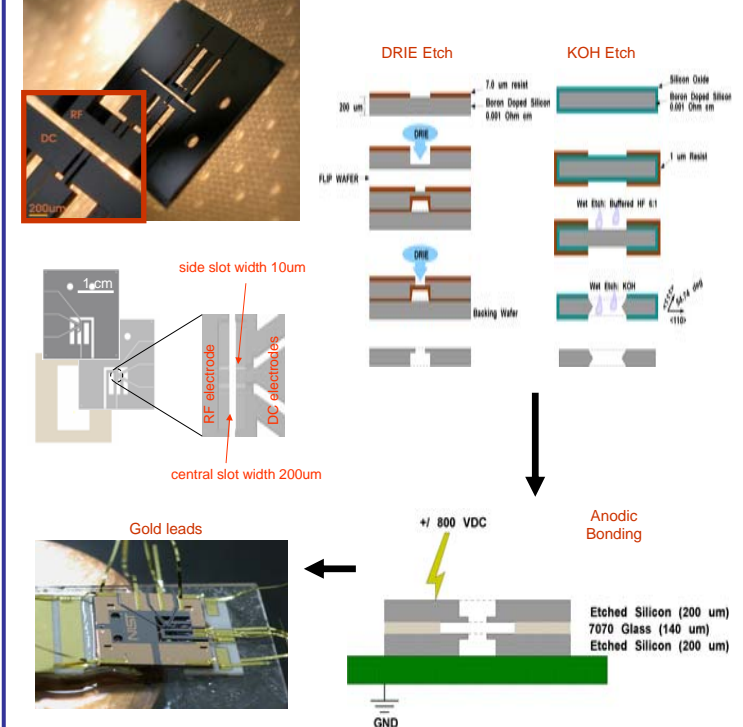 RF
DC
200um
DRIE Etch
KOH Etch
7.0 um resist
200 um
Boron Doped Silicon
0.001 Ohm cm
DRIE
FLIP WAFER
DRIE
Backing Wafer
Silicon Oxide
Boron Doped Silicon
0.001 Ohm cm
1 um Resist
Wet Etch: Buffered HF 6:1
Wet Etch: KOH
54.74 deg
<110>
side slot width 10um
1 cm
RF electrode
DC electrodes
central slot width 200um
Gold leads
NIST
+/ 800 VDC
Anodic
Bonding
Etched Silicon (200 um)
7070 Glass (140 um)
Etched Silicon (200 um)
GND